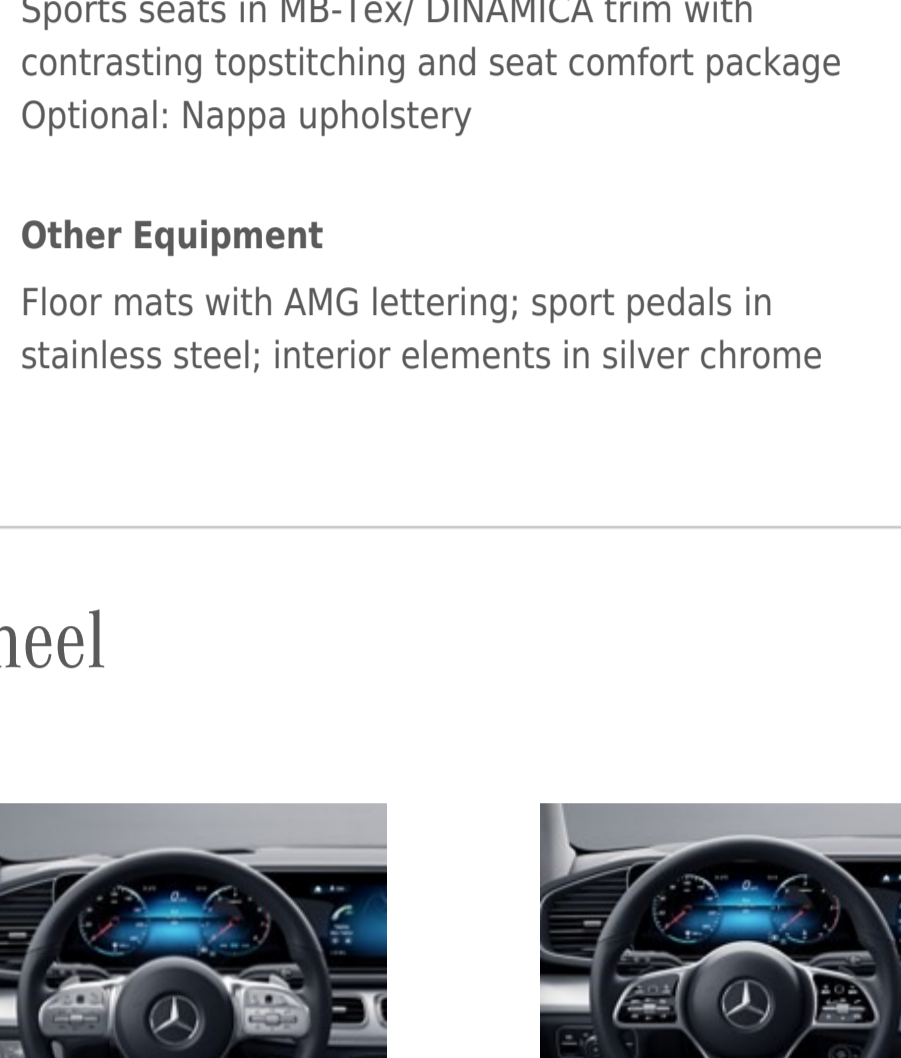 Sports seats in MB-Tex/ DINAMICA trim with
contrasting topstitching and seat comfort package
Optional: Nappa upholstery
Other Equipment
Floor mats with AMG lettering; sport pedals in
stainless steel; interior elements in silver chrome
heel